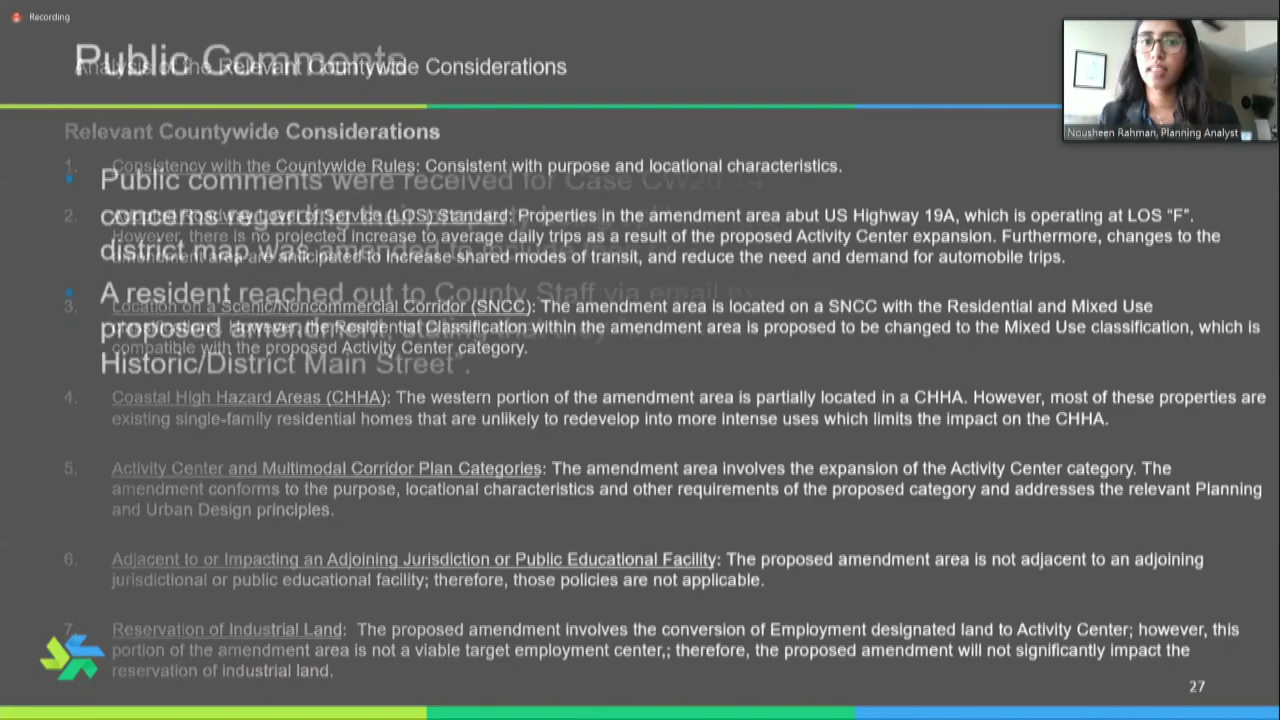 Recording
Public Comments
Analysis of the Relevant Countywide Considerations
Nousheen Rahman, Planning Analyst
Relevant Countywide Considerations
1. Consistency with the Countywide Rules: Consistent with purpose and locational characteristics.
Public comments were received for Case CW20-14
2. Adopted Roadway Level of Service (LOS) Standard: Properties in the amendment area abut US Highway 19A, which is operating at LOS "F".
concerns regarding their property being
However, there is no projected increase to average daily trips as a result of the proposed Activity Center expansion. Furthermore, changes to the
district map was amended to
amendment area are anticipated to increase shared modes of transit, and reduce the need and demand for automobile trips.
A resident reached out to County Staff via email
3. Location on a Scenic/Noncommercial Corridor (SNCC): The amendment area is located on a SNCC with the Residential and Mixed Use
proposed amendment, stating that they
classifications. However, the Residential Classification within the amendment area is proposed to be changed to the Mixed Use classification, which is
compatible with the proposed Activity Center category.
Historic/District Main Street".
4. Coastal High Hazard Areas (CHHA): The western portion of the amendment area is partially located in a CHHA. However, most of these properties are
existing single-family residential homes that are unlikely to redevelop into more intense uses which limits the impact on the CHHA.
5. Activity Center and Multimodal Corridor Plan Categories: The amendment area involves the expansion of the Activity Center category. The
amendment conforms to the purpose, locational characteristics and other requirements of the proposed category and addresses the relevant Planning
and Urban Design principles.
6. Adjacent to or Impacting an Adjoining Jurisdiction or Public Educational Facility: The proposed amendment area is not adjacent to an adjoining
jurisdictional or public educational facility; therefore, those policies are not applicable.
7. Reservation of Industrial Land: The proposed amendment involves the conversion of Employment designated land to Activity Center; however, this
portion of the amendment area is not a viable target employment center,; therefore, the proposed amendment will not significantly impact the
reservation of industrial land.
27